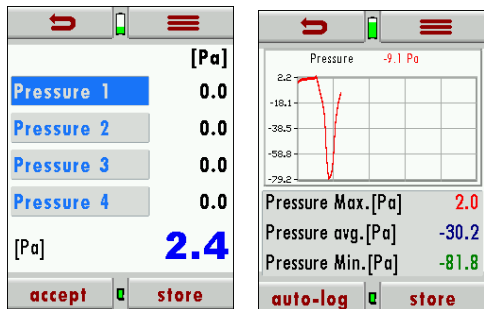 [Pa]
Pressure 1 0.0
Pressure 2 0.0
Pressure 3 0.0
Pressure 4 0.0
[Pa] 2.4
accept store
Pressure -9.1 Pa
2.2
-18.1
-38.5
-58.8
-79.2
Pressure Max.[Pa] 2.0
Pressure avg.[Pa] -30.2
Pressure Min.[Pa] -81.8
auto-log store